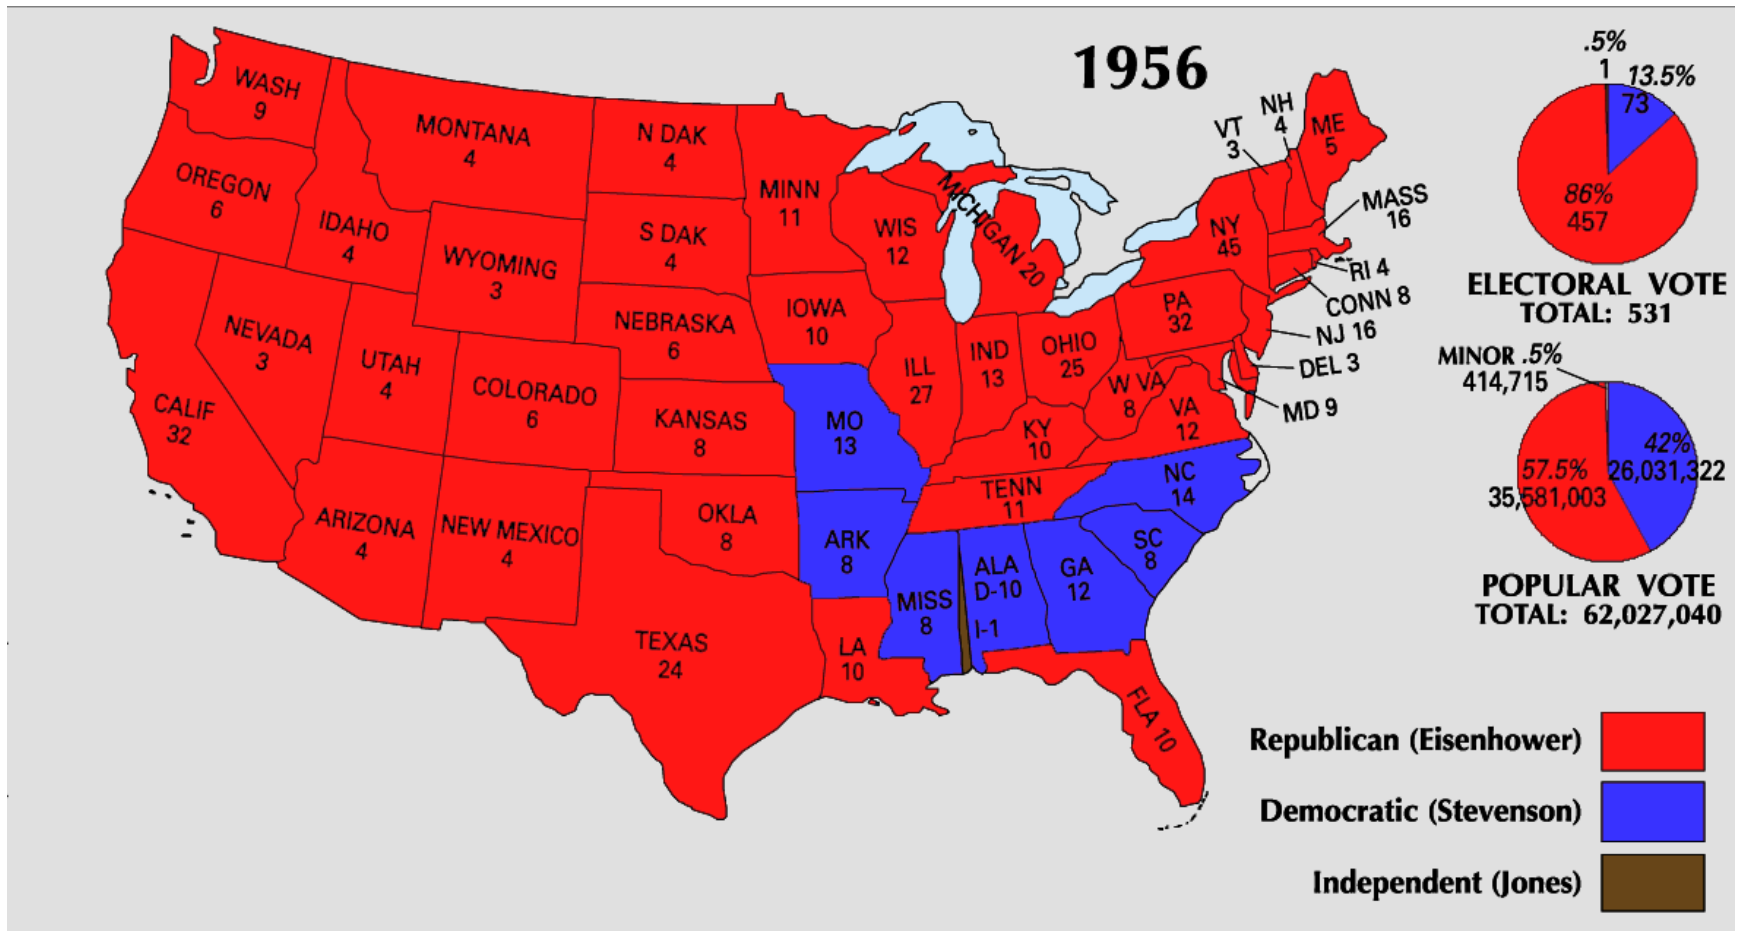 1956
WASH
9
OREGON
6
CALIF
32
NEVADA
3
IDAHO
4
MONTANA
4
WYOMING
3
UTAH
4
COLORADO
6
ARIZONA
4
NEW MEXICO
4
N DAK
4
S DAK
4
NEBRASKA
6
KANSAS
8
OKLA
8
TEXAS
24
MINN
11
IOWA
10
MO
13
ARK
8
LA
10
WIS
12
ILL
27
MICHIGAN 20
IND
13
OHIO
25
KY
10
TENN
11
MISS
8
ALA
D-10
I-1
GA
12
FLA 10
SC
8
NC
14
VA
12
W VA
8
PA
32
NY
45
VT
3
NH
4
ME
5
MASS
16
RI 4
CONN 8
NJ 16
DEL 3
MD 9
.5%
1
13.5%
73
86%
457
ELECTORAL VOTE
TOTAL: 531
MINOR .5%
414,715
42%
26,031,322
57.5%
35,581,003
POPULAR VOTE
TOTAL: 62,027,040
Republican (Eisenhower)
Democratic (Stevenson)
Independent (Jones)